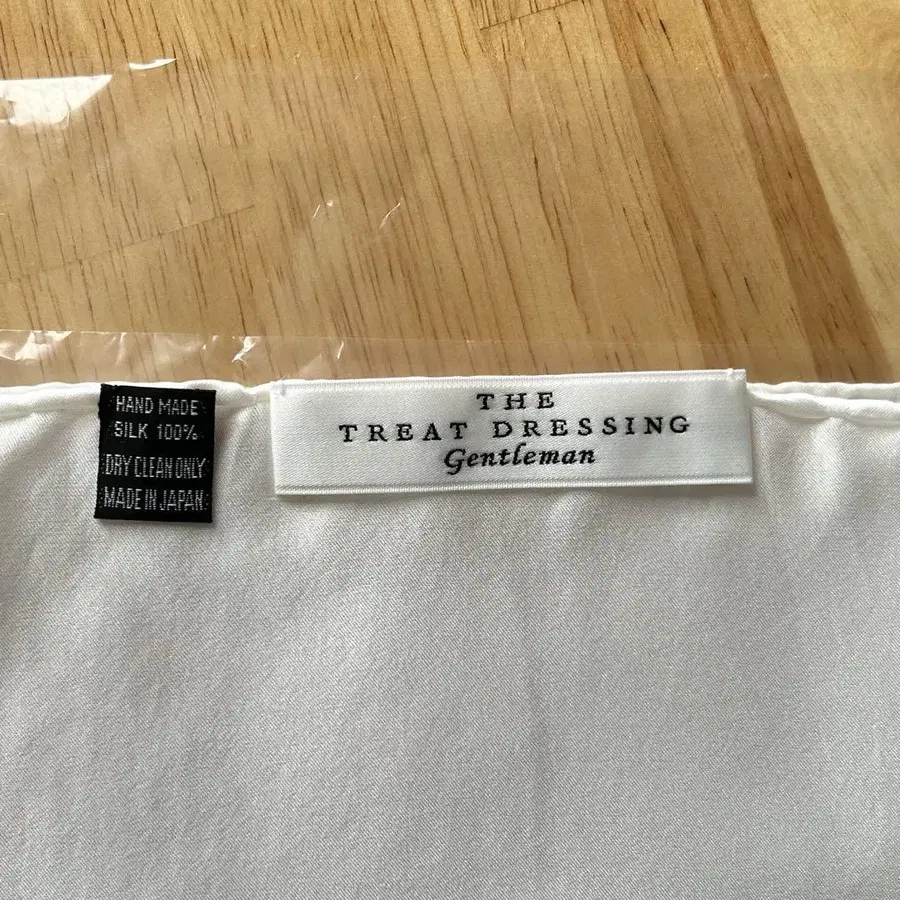 HAND MADE
SILK 100%
DRY CLEAN ONLY
MADE IN JAPAN
THE
TREAT DRESSING
Gentleman